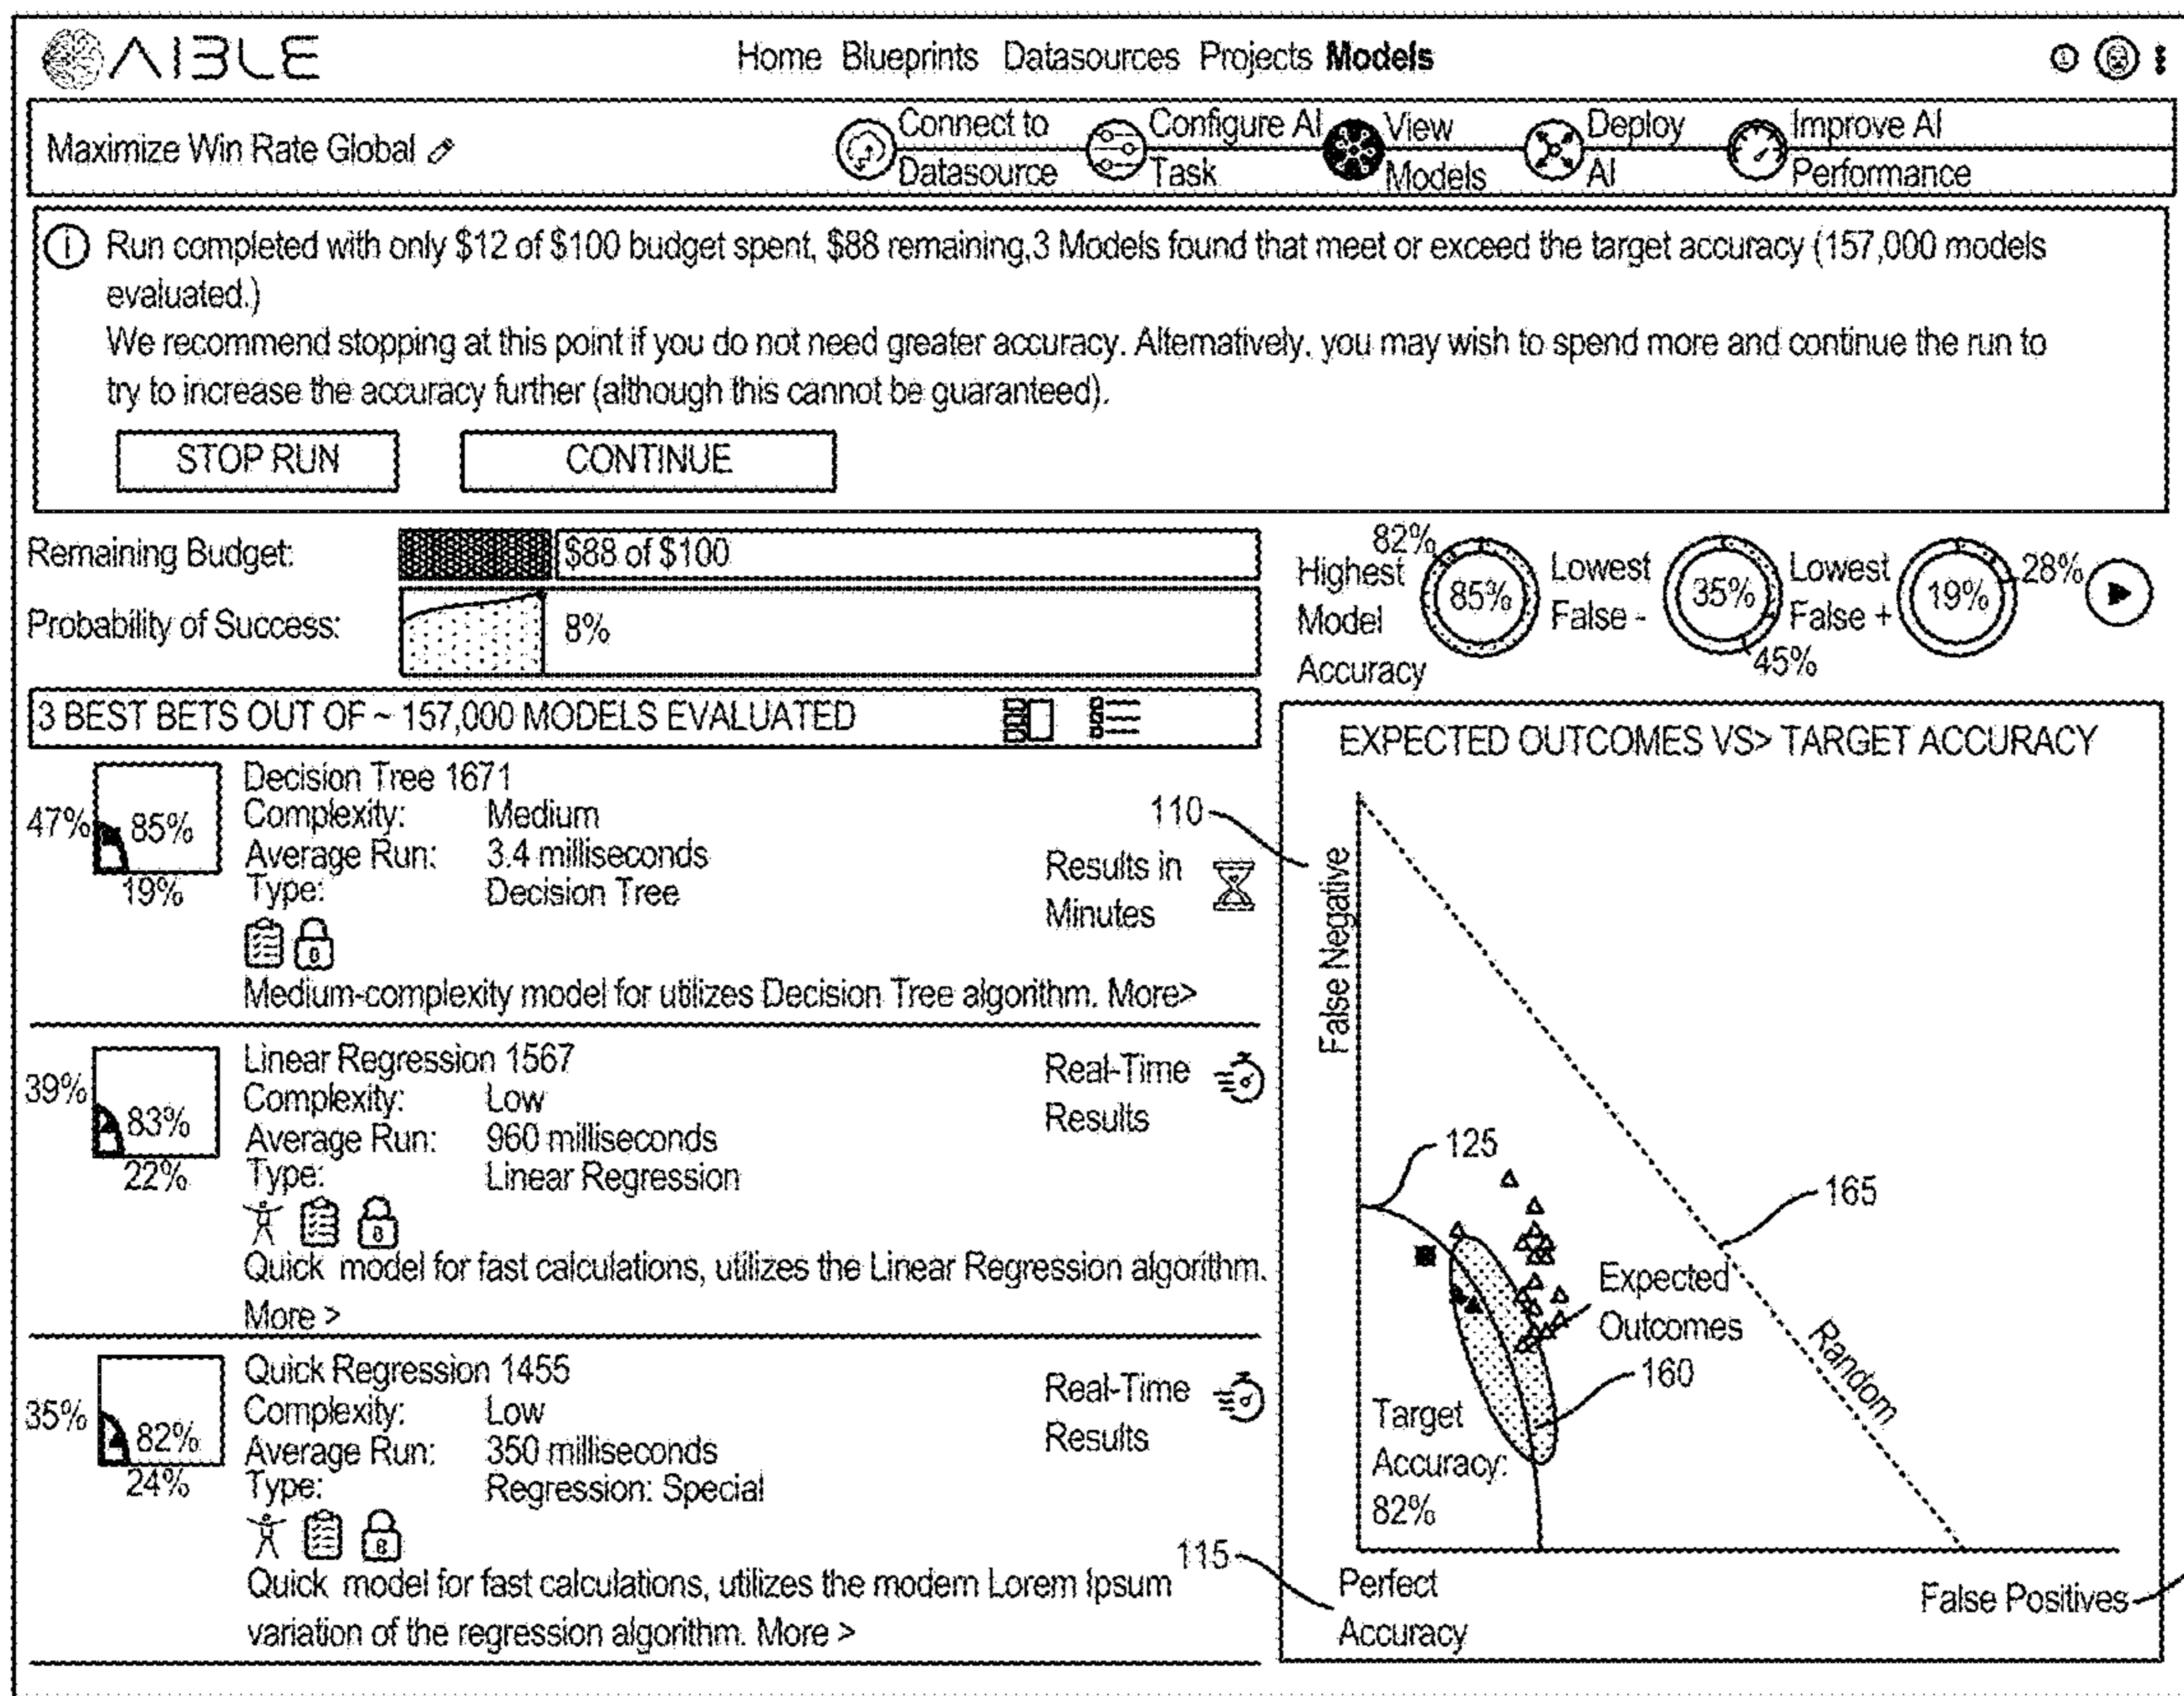 AIBLE
Home Blueprints Datasources Projects Models
Maximize Win Rate Global
Connect to
Datasource
Configure AI
Task
View
Models
Deploy
AI
Improve AI
Performance
Run completed with only $12 of $100 budget spent, $88 remaining,3 Models found that meet or exceed the target accuracy (157,000 models
evaluated.)
We recommend stopping at this point if you do not need greater accuracy. Alternatively, you may wish to spend more and continue the run to
try to increase the accuracy further (although this cannot be guaranteed).
STOP RUN
CONTINUE
Remaining Budget:
$88 of $100
Probability of Success:
8%
Highest
Model
Accuracy
82%
85%
Lowest
False -
35%
45%
Lowest
False +
19%
28%
3 BEST BETS OUT OF ~ 157,000 MODELS EVALUATED
47%
85%
19%
Decision Tree 1671
Complexity: Medium
Average Run: 3.4 milliseconds
Type: Decision Tree
Results in
Minutes
Medium-complexity model for utilizes Decision Tree algorithm. More>
39%
83%
22%
Linear Regression 1567
Complexity: Low
Average Run: 960 milliseconds
Type: Linear Regression
Real-Time
Results
Quick model for fast calculations, utilizes the Linear Regression algorithm.
More >
35%
82%
24%
Quick Regression 1455
Complexity: Low
Average Run: 350 milliseconds
Type: Regression: Special
Real-Time
Results
Quick model for fast calculations, utilizes the modem Lorem Ipsum
variation of the regression algorithm. More >
EXPECTED OUTCOMES VS> TARGET ACCURACY
110
False Negative
125
165
Expected
Outcomes
160
Random
Target
Accuracy:
82%
115
Perfect
Accuracy
False Positives